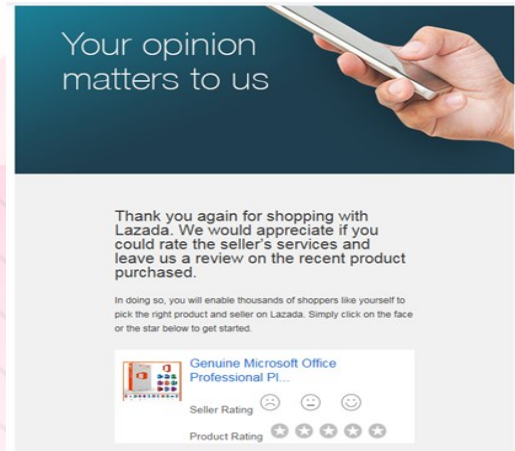 Your opinion
matters to us
Thank you again for shopping with
Lazada. We would appreciate if you
could rate the seller's services and
leave us a review on the recent product
purchased.
In doing so, you will enable thousands of shoppers like yourself to
pick the right product and seller on Lazada. Simply click on the face
or the star below to get started.
Genuine Microsoft Office
Professional Pl...
Seller Rating
Product Rating